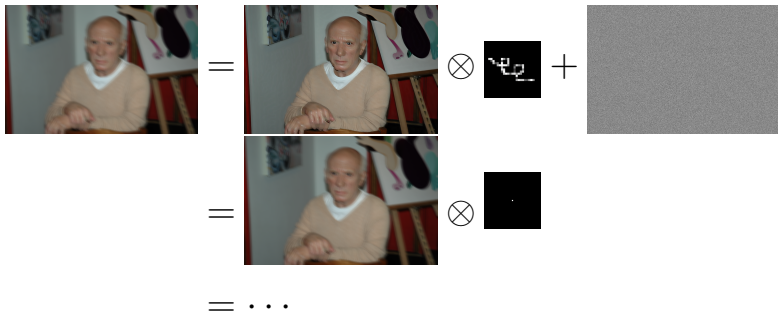 = ⊗ +
= ⊗
= · · ·